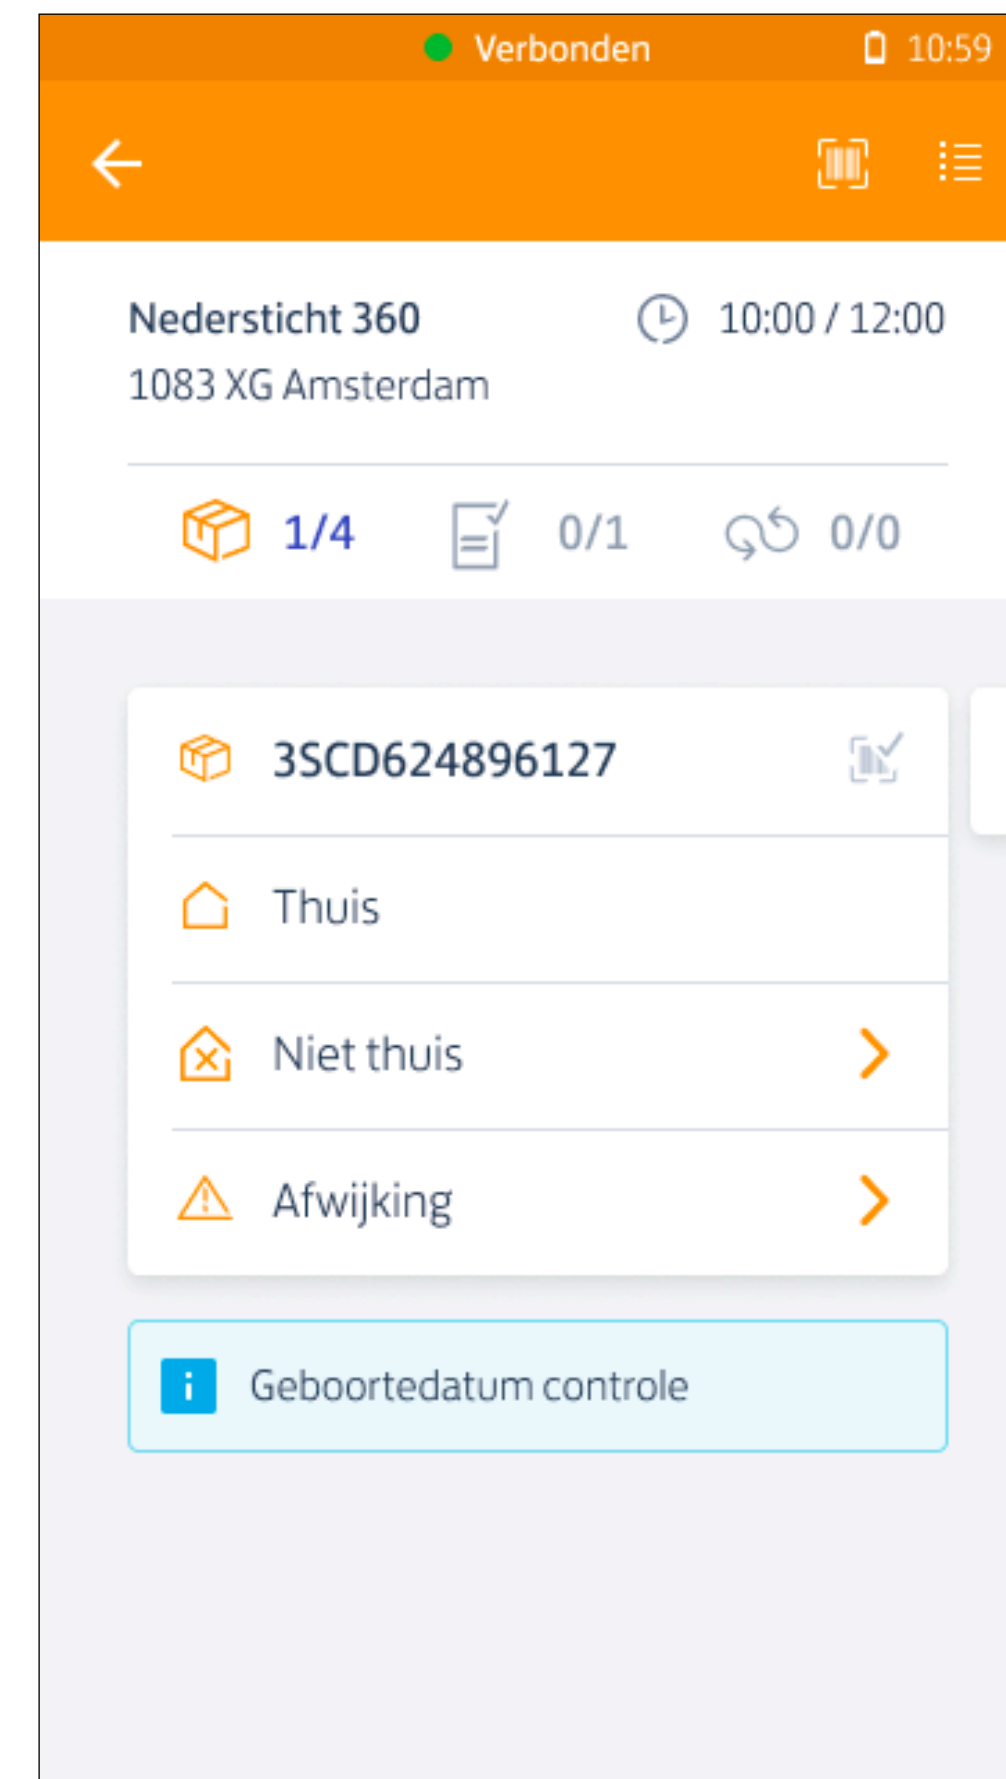 Verbonden 10:59
Nedersticht 360 10:00 / 12:00
1083 XG Amsterdam
1/4 0/1 0/0
3SCD624896127
Thuis
Niet thuis
Afwijking
Geboortedatum controle